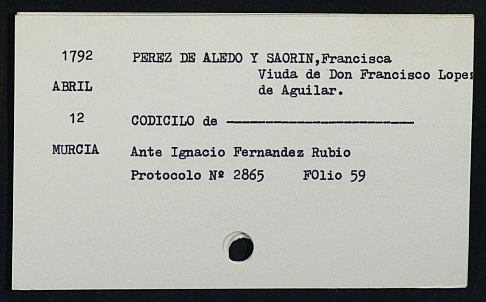 1792 PEREZ DE ALEDO Y SAORIN,Francisca
Viuda de Don Francisco Lopes
ABRIL de Aguilar.
12 CODICILO de ------------------------
MURCIA Ante Ignacio Fernandez Rubio
Protocolo Nº 2865 FOlio 59